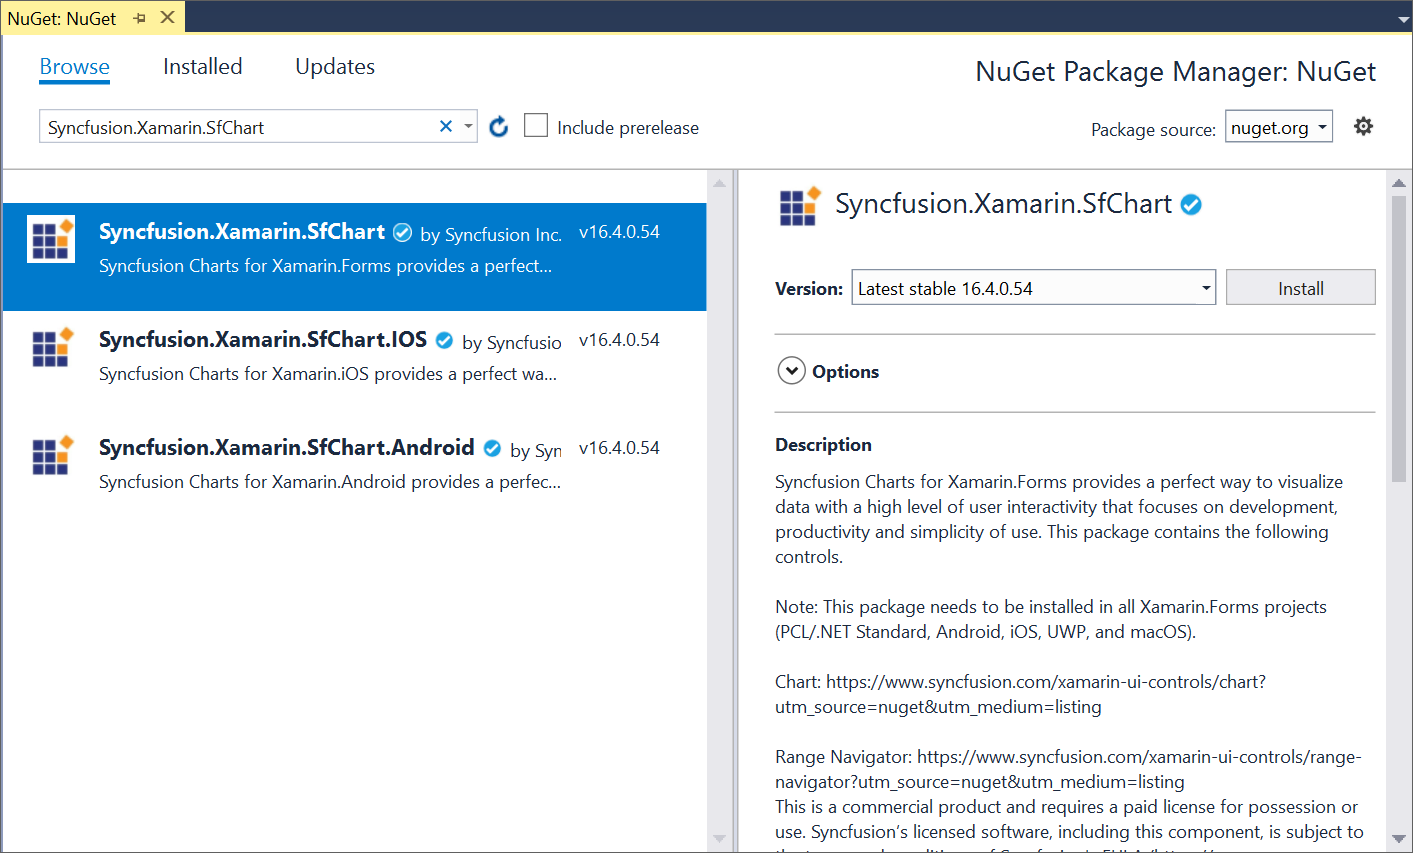 NuGet: NuGet
Browse Installed Updates
NuGet Package Manager: NuGet
Syncfusion.Xamarin.SfChart
Include prerelease
Package source: nuget.org
Syncfusion.Xamarin.SfChart by Syncfusion Inc. v16.4.0.54
Syncfusion Charts for Xamarin.Forms provides a perfect...
Syncfusion.Xamarin.SfChart.IOS by Syncfusio v16.4.0.54
Syncfusion Charts for Xamarin.iOS provides a perfect wa...
Syncfusion.Xamarin.SfChart.Android by Syn v16.4.0.54
Syncfusion Charts for Xamarin.Android provides a perfec...
Syncfusion.Xamarin.SfChart
Version: Latest stable 16.4.0.54 Install
Options
Description
Syncfusion Charts for Xamarin.Forms provides a perfect way to visualize
data with a high level of user interactivity that focuses on development,
productivity and simplicity of use. This package contains the following
controls.
Note: This package needs to be installed in all Xamarin.Forms projects
(PCL/.NET Standard, Android, iOS, UWP, and macOS).
Chart: https://www.syncfusion.com/xamarin-ui-controls/chart?
utm_source=nuget&utm_medium=listing
Range Navigator: https://www.syncfusion.com/xamarin-ui-controls/range-
navigator?utm_source=nuget&utm_medium=listing
This is a commercial product and requires a paid license for possession or
use. Syncfusion's licensed software, including this component, is subject to